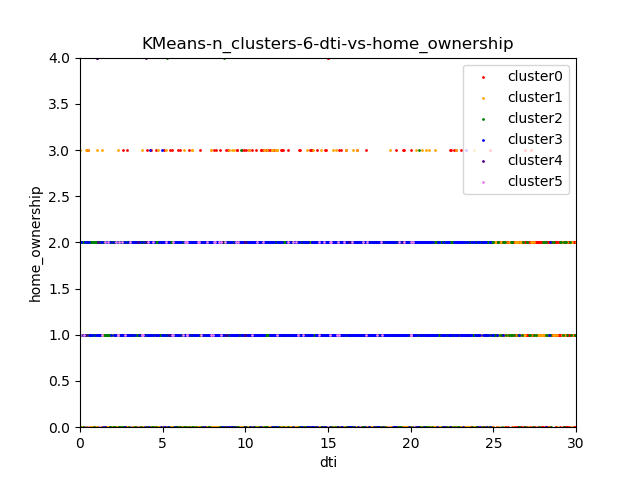 KMeans-n_clusters-6-dti-vs-home_ownership
4.0
3.5
3.0
2.5
2.0
1.5
1.0
0.5
0.0
home_ownership
cluster0
cluster1
cluster2
cluster3
cluster4
cluster5
0 5 10 15 20 25 30
dti